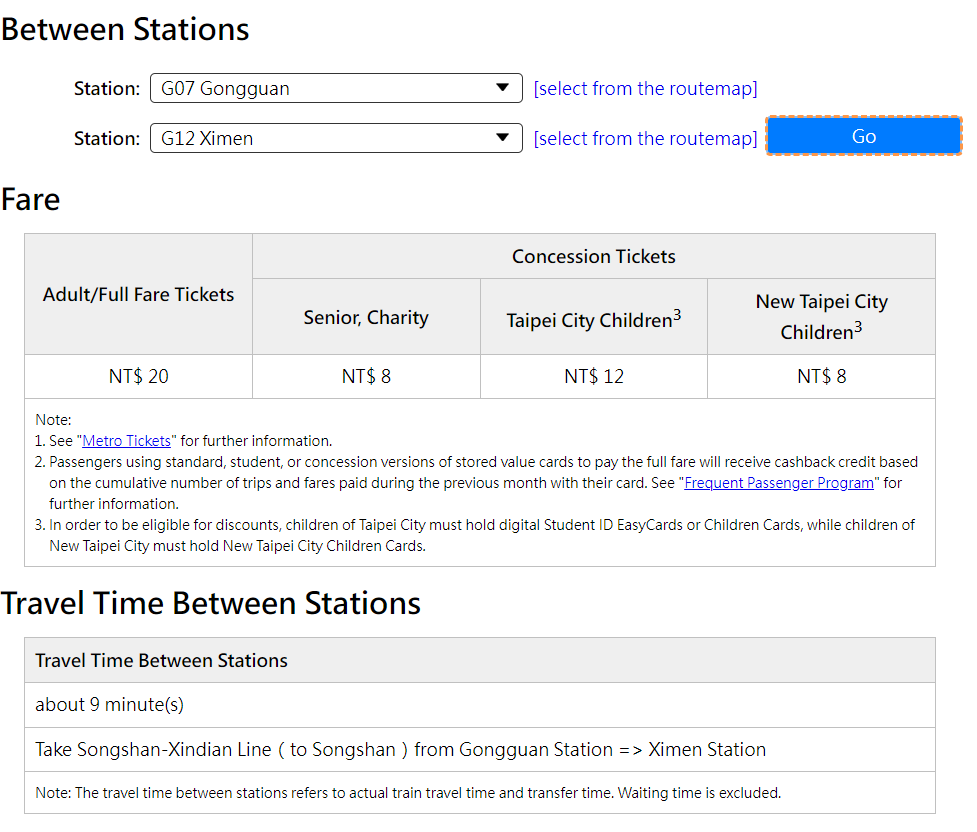 Between Stations
Station: G07 Gongguan [select from the routemap]
Station: G12 Ximen [select from the routemap] Go
Fare
Adult/Full Fare Tickets
Concession Tickets
Senior, Charity
Taipei City Children3
New Taipei City
Children3
NT$ 20 NT$ 8 NT$ 12 NT$ 8
Note:
1. See "Metro Tickets" for further information.
2. Passengers using standard, student, or concession versions of stored value cards to pay the full fare will receive cashback credit based
on the cumulative number of trips and fares paid during the previous month with their card. See "Frequent Passenger Program" for
further information.
3. In order to be eligible for discounts, children of Taipei City must hold digital Student ID EasyCards or Children Cards, while children of
New Taipei City must hold New Taipei City Children Cards.
Travel Time Between Stations
Travel Time Between Stations
about 9 minute(s)
Take Songshan-Xindian Line ( to Songshan ) from Gongguan Station => Ximen Station
Note: The travel time between stations refers to actual train travel time and transfer time. Waiting time is excluded.